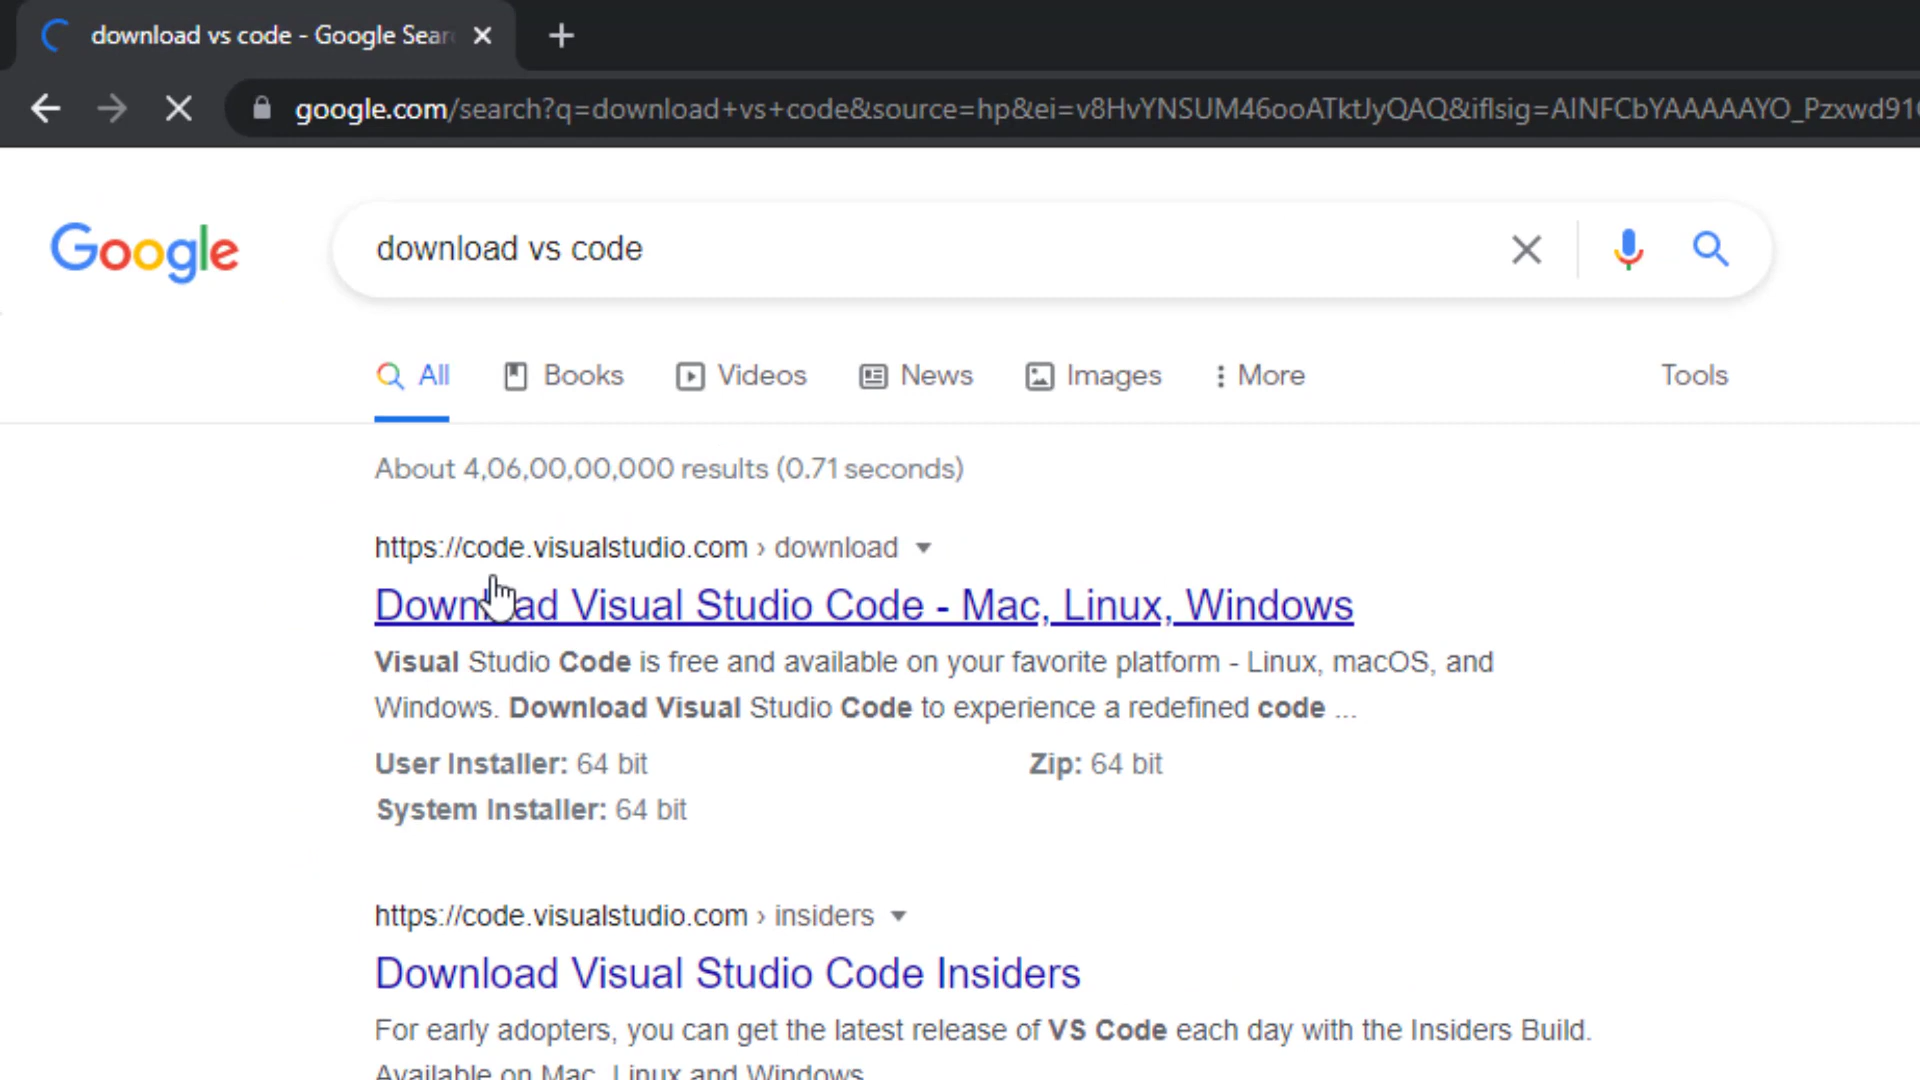 download vs code - Google Sear
google.com/search?q=download+vs+code&source=hp&ei=v8HvYNSUM46ooATktJyQAQ&iflsig=AINFCbYAAAAAYO_Pzxwd91
Google
download vs code
All Books Videos News Images More Tools
About 4,06,00,00,000 results (0.71 seconds)
https://code.visualstudio.com › download
Download Visual Studio Code - Mac, Linux, Windows
Visual Studio Code is free and available on your favorite platform - Linux, macOS, and
Windows. Download Visual Studio Code to experience a redefined code ...
User Installer: 64 bit Zip: 64 bit
System Installer: 64 bit
https://code.visualstudio.com › insiders
Download Visual Studio Code Insiders
For early adopters, you can get the latest release of VS Code each day with the Insiders Build.
Available on Mac, Linux and Windows